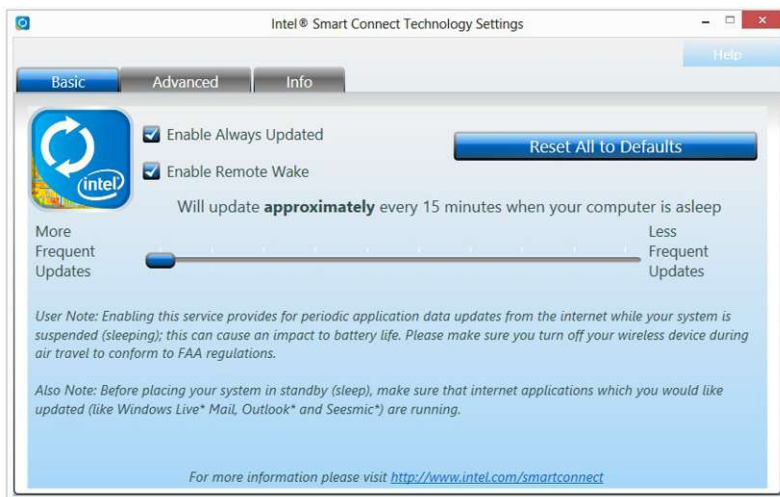 Intel® Smart Connect Technology Settings
Help
Basic
Advanced
Info
Enable Always Updated
Reset All to Defaults
Enable Remote Wake
intel
Will update approximately every 15 minutes when your computer is asleep
More
Frequent
Updates
Less
Frequent
Updates
User Note: Enabling this service provides for periodic application data updates from the internet while your system is
suspended (sleeping); this can cause an impact to battery life. Please make sure you turn off your wireless device during
air travel to conform to FAA regulations.
Also Note: Before placing your system in standby (sleep), make sure that internet applications which you would like
updated (like Windows Live* Mail, Outlook* and Seesmic*) are running.
For more information please visit http://www.intel.com/smartconnect